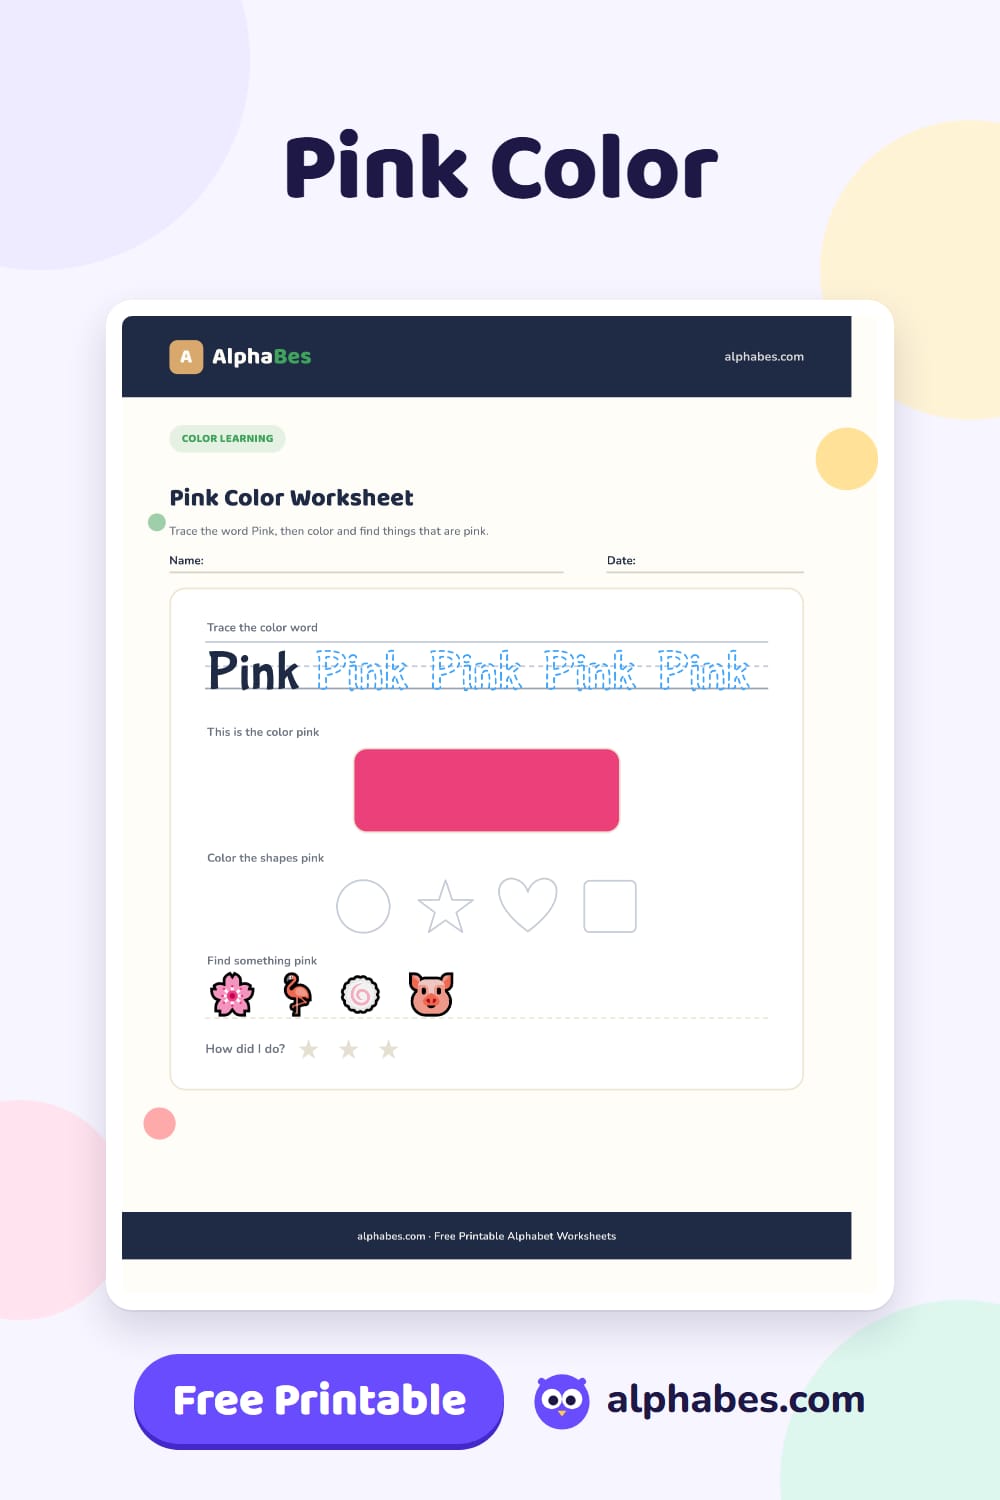 Pink Color
A AlphaBes
alphabes.com
COLOR LEARNING
Pink Color Worksheet
Trace the word Pink, then color and find things that are pink.
Name: Date:
Trace the color word
Pink Pink Pink Pink Pink
This is the color pink
Color the shapes pink
Find something pink
How did I do?
alphabes.com · Free Printable Alphabet Worksheets
Free Printable
alphabes.com